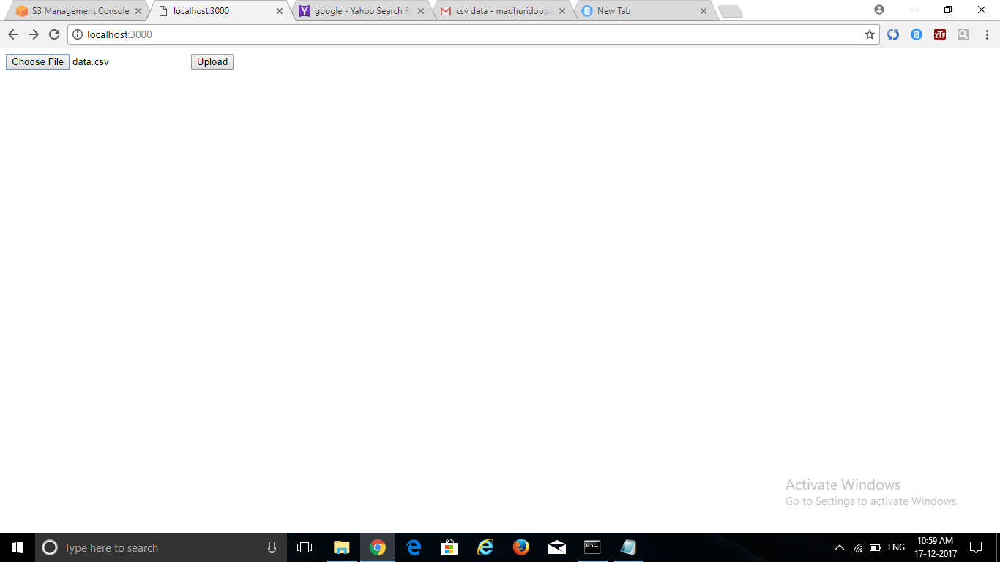 S3 Management Console
localhost:3000
google - Yahoo Search R
csv data - madhuridoppa
New Tab
localhost:3000
YTF
Choose File data.csv Upload
Activate Windows
Go to Settings to activate Windows.
Type here to search
ENG
10:59 AM
17-12-2017